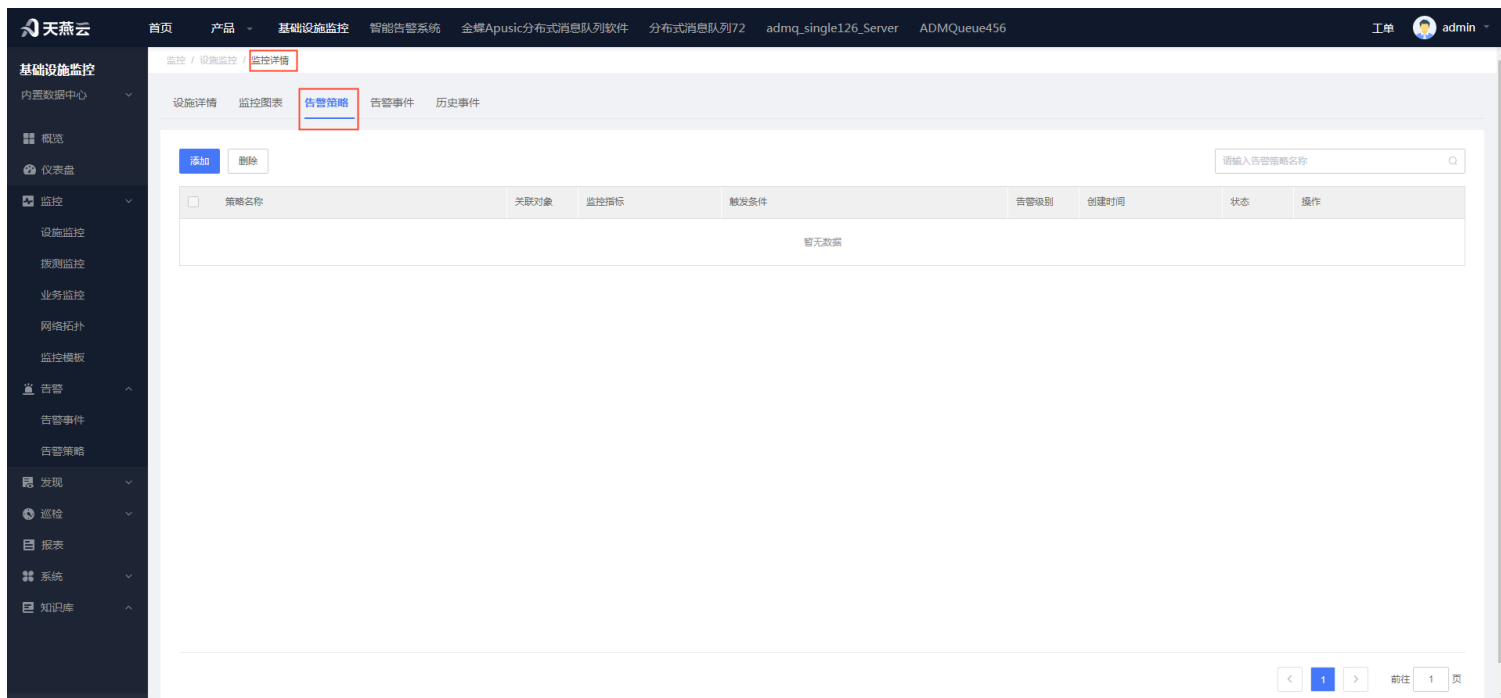 天燕云
首页 产品 基础设施监控 智能告警系统 金蝶Apusic分布式消息队列软件 分布式消息队列72 admq_single126_Server ADMQueue456 工单 admin
基础设施监控
内置数据中心
概览
仪表盘
监控
设施监控
拨测监控
业务监控
网络拓扑
监控模板
告警
告警事件
告警策略
发现
巡检
报表
系统
知识库
监控 / 设施监控 / 监控详情
设施详情 监控图表 告警策略 告警事件 历史事件
添加 删除 请输入告警策略名称
策略名称 关联对象 监控指标 触发条件 告警级别 创建时间 状态 操作
暂无数据
< 1 > 前往 1 页